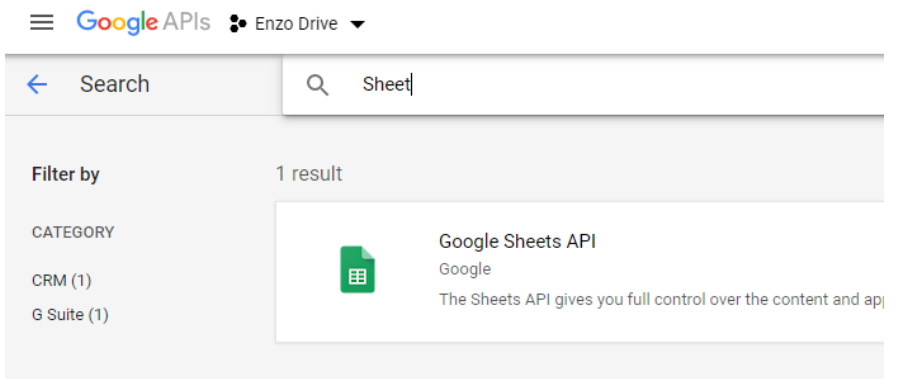 Google APIs Enzo Drive
Search
Sheet
Filter by
1 result
CATEGORY
CRM (1)
G Suite (1)
Google Sheets API
Google
The Sheets API gives you full control over the content and